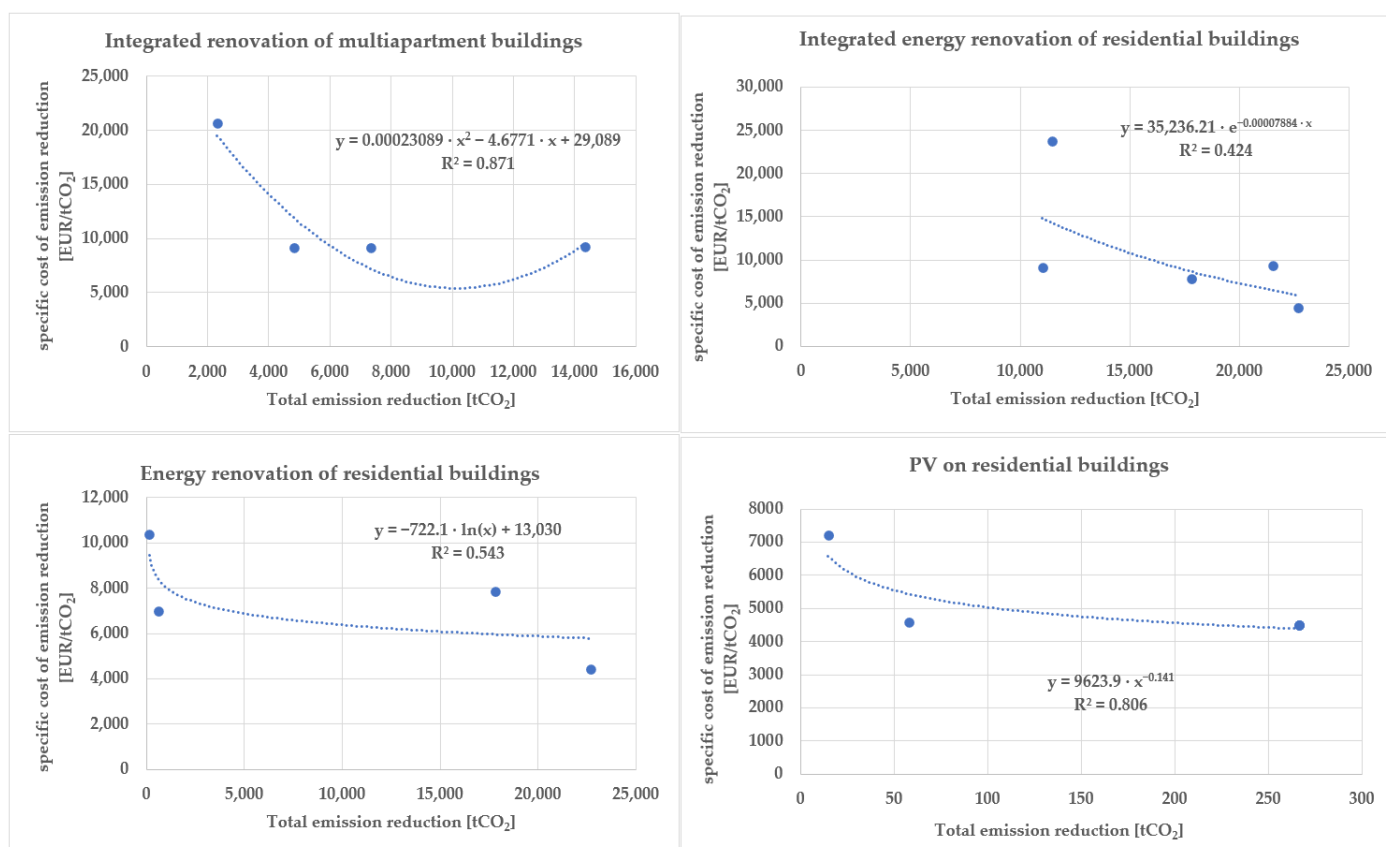 Integrated renovation of multiapartment buildings
specific cost of emission reduction
[EUR/tCO₂]
25,000
20,000
15,000
10,000
5,000
0
y = 0.00023089 · x² − 4.6771 · x + 29,089
R² = 0.871
0 2,000 4,000 6,000 8,000 10,000 12,000 14,000 16,000
Total emission reduction [tCO₂]
Integrated energy renovation of residential buildings
specific cost of emission reduction
[EUR/tCO₂]
30,000
25,000
20,000
15,000
10,000
5,000
0
y = 35,236.21 · e^−0.00007884 · x
R² = 0.424
0 5,000 10,000 15,000 20,000 25,000
Total emission reduction [tCO₂]
Energy renovation of residential buildings
specific cost of emission reduction
[EUR/tCO₂]
12,000
10,000
8,000
6,000
4,000
2,000
0
y = −722.1 · ln(x) + 13,030
R² = 0.543
0 5,000 10,000 15,000 20,000 25,000
Total emission reduction [tCO₂]
PV on residential buildings
specific cost of emission reduction
[EUR/tCO₂]
8000
7000
6000
5000
4000
3000
2000
1000
0
y = 9623.9 · x^−0.141
R² = 0.806
0 50 100 150 200 250 300
Total emission reduction [tCO₂]